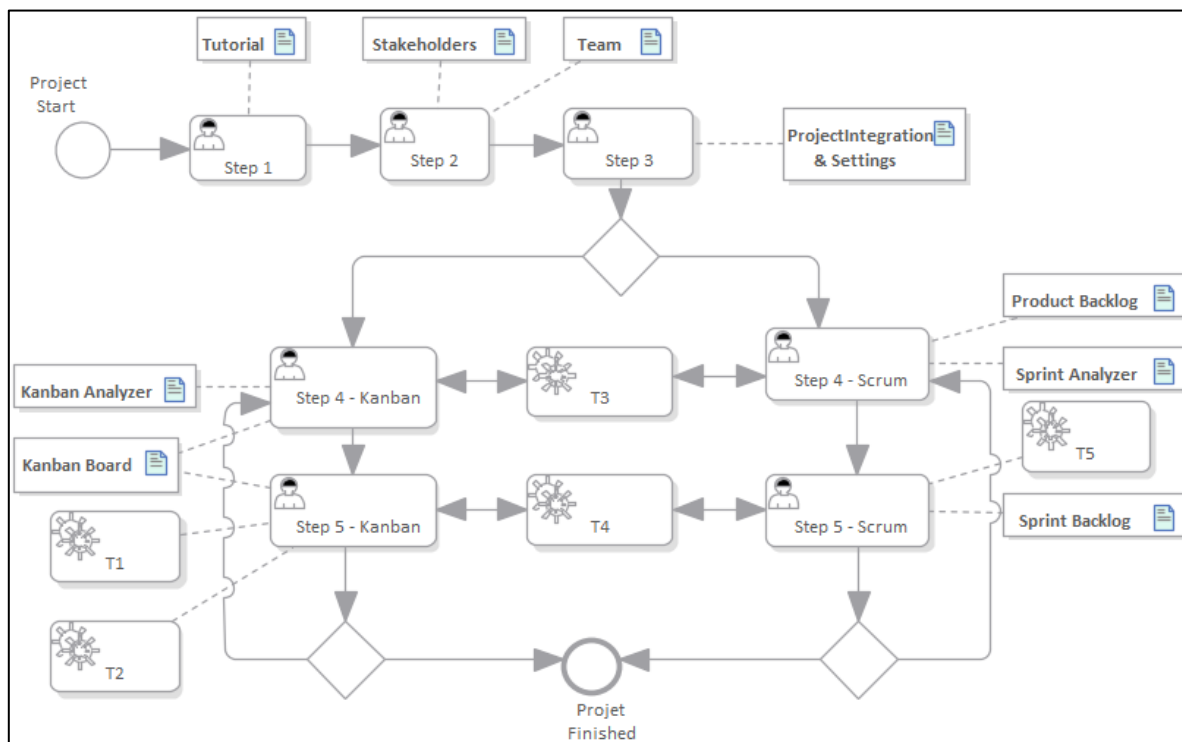 Tutorial
Stakeholders
Team
Project
Start
Step 1
Step 2
Step 3
ProjectIntegration
& Settings
Product Backlog
Kanban Analyzer
Step 4 - Kanban
T3
Step 4 - Scrum
Sprint Analyzer
Kanban Board
T5
Step 5 - Kanban
T4
Step 5 - Scrum
Sprint Backlog
T1
T2
Projet
Finished